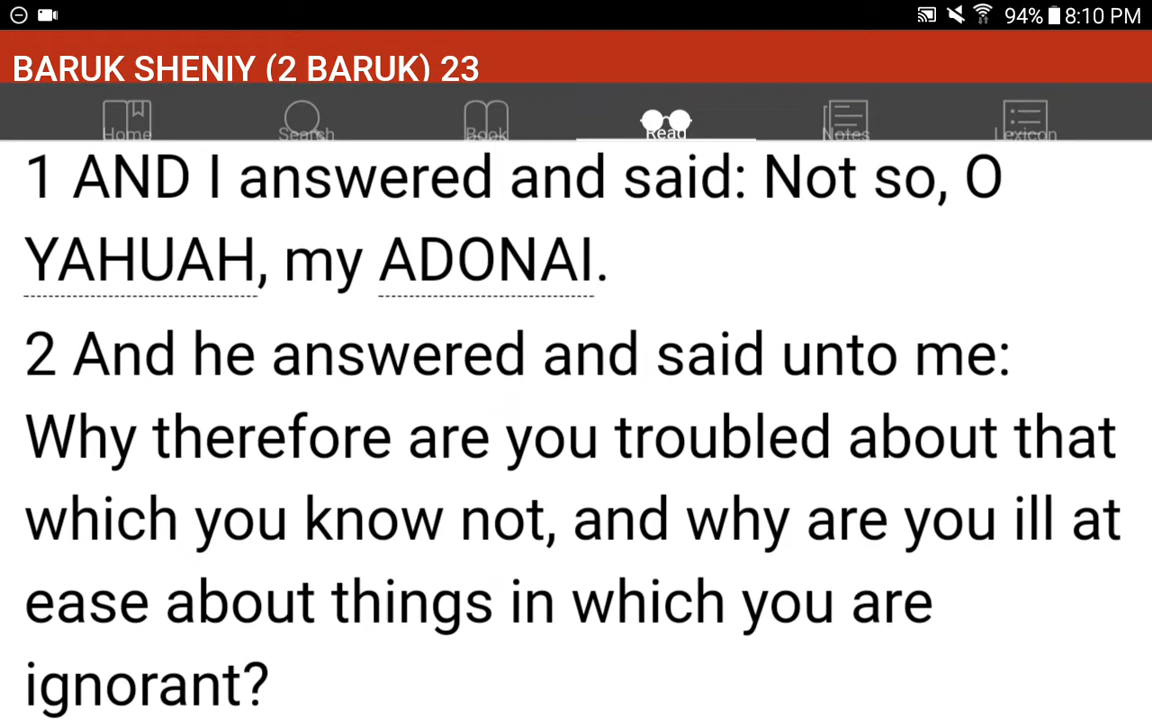 94% 8:10 PM
BARUK SHENIY (2 BARUK) 23
Home Search Book Read Notes Lexicon
1 AND I answered and said: Not so, O
YAHUAH, my ADONAI.
2 And he answered and said unto me:
Why therefore are you troubled about that
which you know not, and why are you ill at
ease about things in which you are
ignorant?